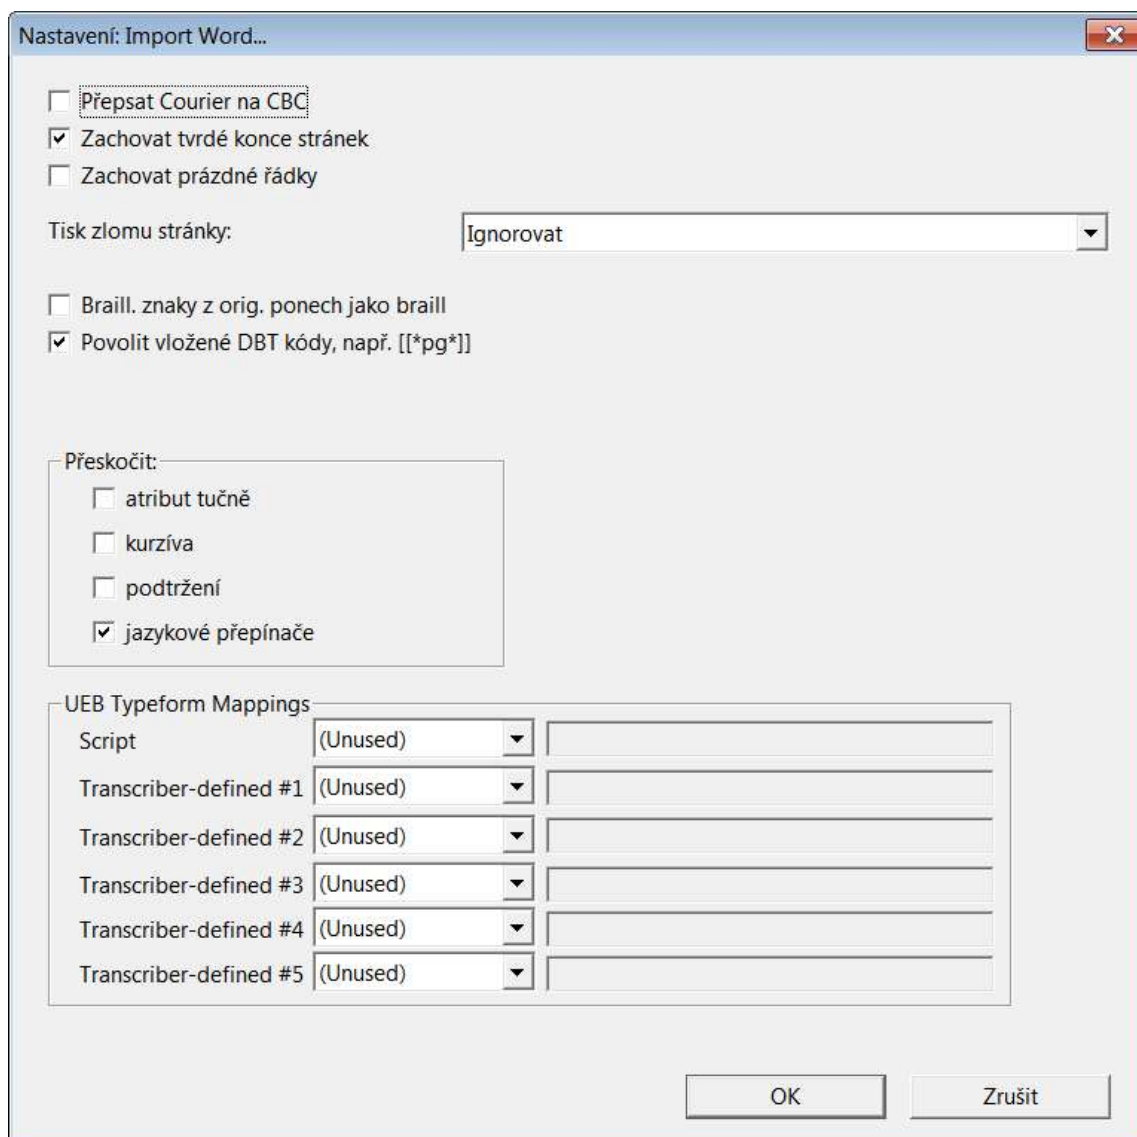 Nastavení: Import Word...
Přepsat Courier na CBC
Zachovat tvrdé konce stránek
Zachovat prázdné řádky
Tisk zlomu stránky: Ignorovat
Braill. znaky z orig. ponech jako braill
Povolit vložené DBT kódy, např. [[*pg*]]
Přeskočit:
atribut tučně
kurzíva
podtržení
jazykové přepínače
UEB Typeform Mappings
Script (Unused)
Transcriber-defined #1 (Unused)
Transcriber-defined #2 (Unused)
Transcriber-defined #3 (Unused)
Transcriber-defined #4 (Unused)
Transcriber-defined #5 (Unused)
OK Zrušit